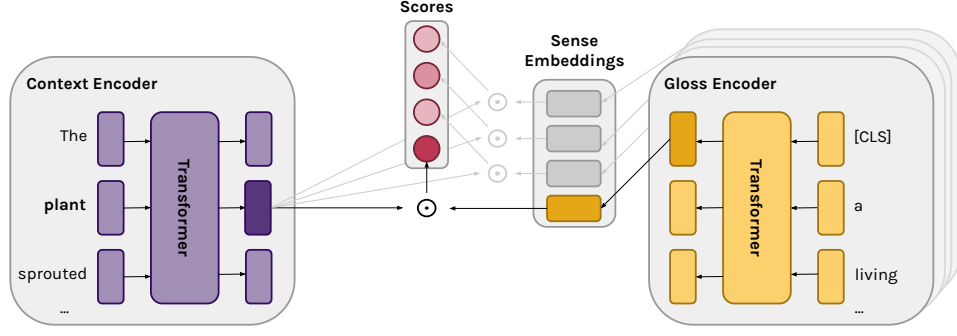 Scores
Sense
Embeddings
Context Encoder
The
plant
sprouted
...
Transformer
Gloss Encoder
Transformer
[CLS]
a
living
...